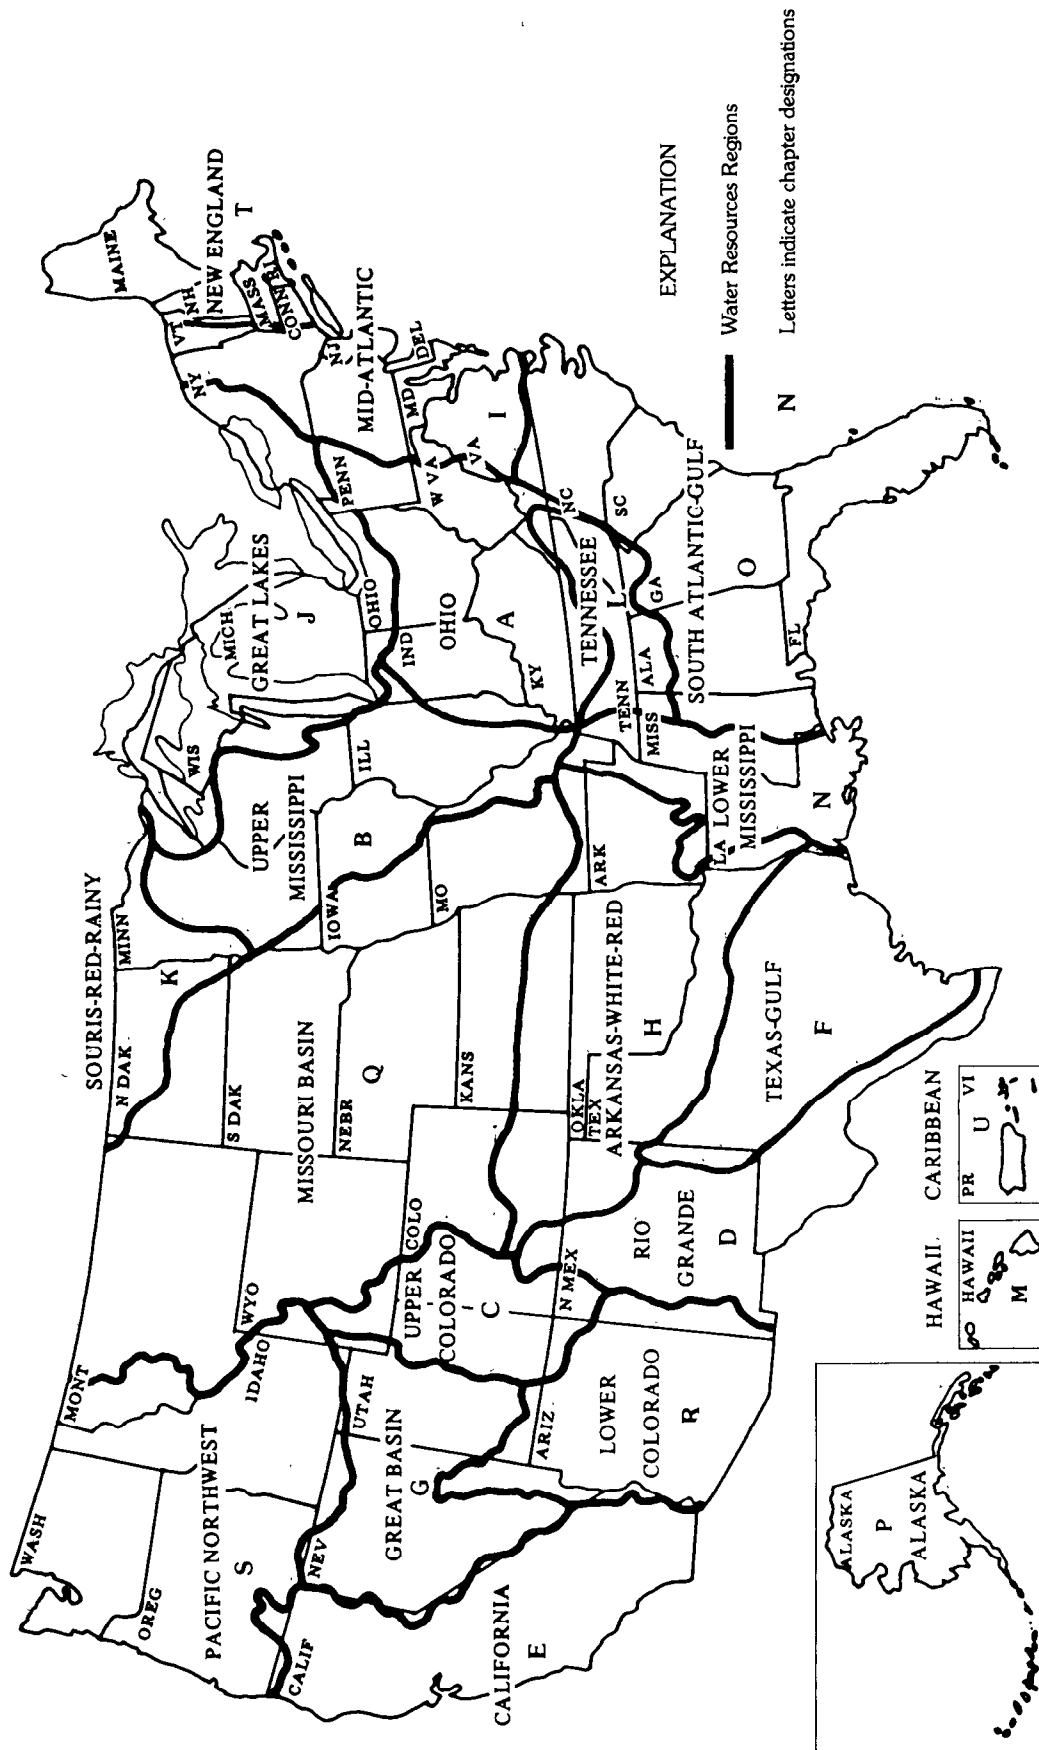 SOURIS-RED-RAINY
WASH
MONT
N DAK
MINN
MAINE
OREG
PACIFIC NORTHWEST
S
IDAHO
WYO
S DAK
K
MISSOURI BASIN
NEBR
Q
IOWA
UPPER
MISSISSIPPI
B
WIS
MICH
GREAT LAKES
J
NY
VT
NH
NEW ENGLAND
T
MASS
CONN
RI
CALIF
NEV
GREAT BASIN
G
UTAH
UPPER
COLORADO
C
COLO
KANS
MO
ILL
IND
OHIO
OHIO
A
KY
PENN
NJ
MID-ATLANTIC
MD
DEL
W VA
VA
I
CALIFORNIA
E
ARIZ
LOWER
COLORADO
R
N MEX
RIO
GRANDE
D
OKLA
TEX
ARKANSAS-WHITE-RED
H
ARK
TENNESSEE
L
TENN
NC
SC
MISS
ALA
GA
SOUTH ATLANTIC-GULF
O
FL
LA
LOWER
MISSISSIPPI
N
TEXAS-GULF
F
ALASKA
P
ALASKA
HAWAII
HAWAII
M
CARIBBEAN
PR
VI
U
EXPLANATION
Water Resources Regions
N
Letters indicate chapter designations